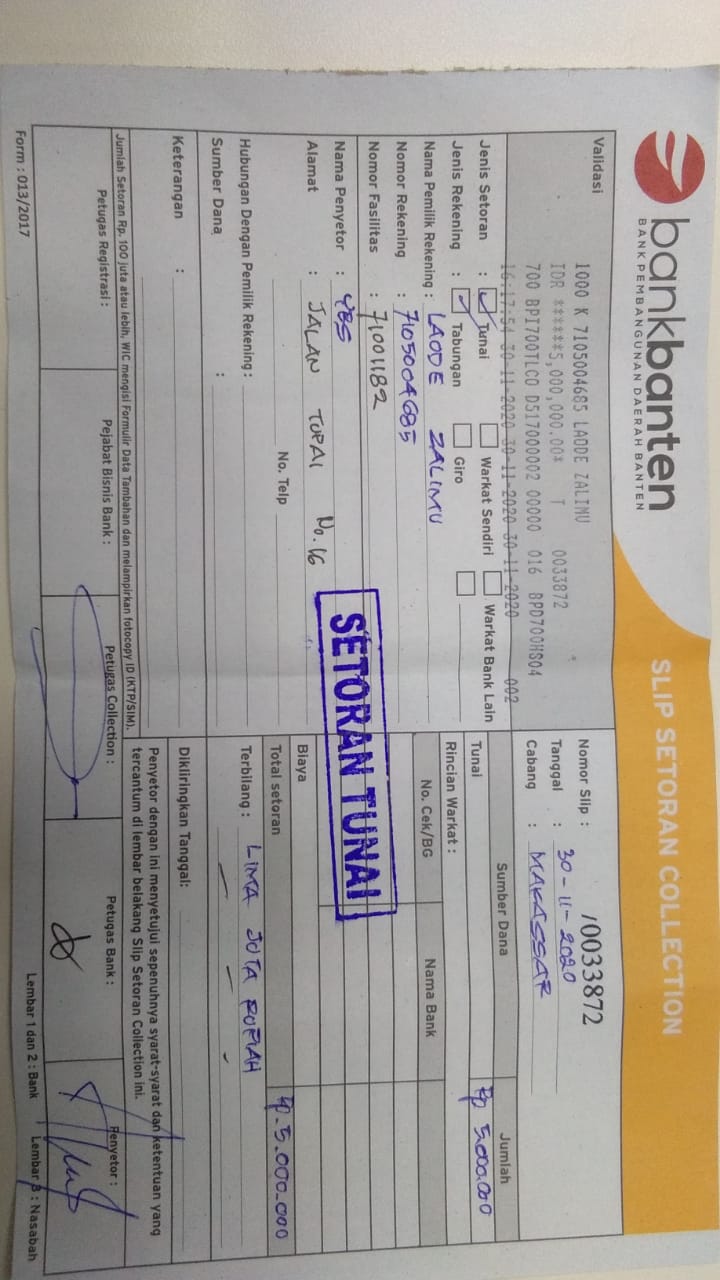 bankbanten
BANK PEMBANGUNAN DAERAH BANTEN
SLIP SETORAN COLLECTION
Validasi
1000 K 7105004685 LAODE ZALIMU
IDR ******5,000,000.00* T 0033872
700 BPI700TLCO D517000002 00000 016 BPD700HS04
16:17:54 30-11-2020 30-11-2020 30-11-2020 002
Nomor Slip : 10033872
Tanggal : 30-11-2020
Cabang : MAKASSAR
Jenis Setoran : Tunai Warkat Sendiri Warkat Bank Lain
Jenis Rekening : Tabungan Giro
Nama Pemilik Rekening : LAODE ZALIMU
Nomor Rekening : 7105004685
Nomor Fasilitas : 71001182
Nama Penyetor : YBS
Alamat : JALAN TUPAI No. 16
No. Telp
Hubungan Dengan Pemilik Rekening :
Sumber Dana :
Keterangan :
Sumber Dana Jumlah
Tunai Rp 5.000.000
Rincian Warkat :
No. Cek/BG Nama Bank
SETORAN TUNAI
Biaya
Total setoran Rp. 5.000.000
Terbilang : LIMA JUTA RUPIAH
Dikliringkan Tanggal:
Jumlah Setoran Rp. 100 juta atau lebih, WIC mengisi Formulir Data Tambahan dan melampirkan fotocopy ID (KTP/SIM).
Penyetor dengan ini menyetujui sepenuhnya syarat-syarat dan ketentuan yang
tercantum di lembar belakang Slip Setoran Collection ini.
Petugas Registrasi :
Pejabat Bisnis Bank :
Petugas Collection :
Petugas Bank :
Penyetor :
Form : 013/2017
Lembar 1 dan 2 : Bank
Lembar 3 : Nasabah